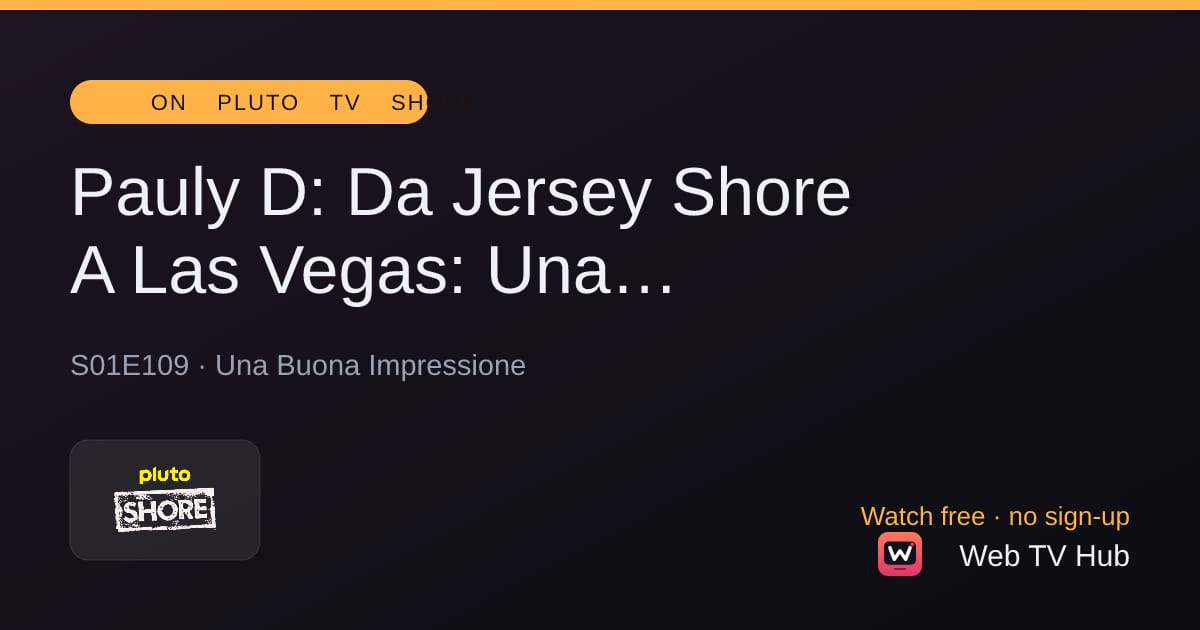 ON PLUTO TV SHORE
Pauly D: Da Jersey Shore
A Las Vegas: Una…
S01E109 · Una Buona Impressione
pluto
SHORE
Watch free · no sign-up
W
Web TV Hub